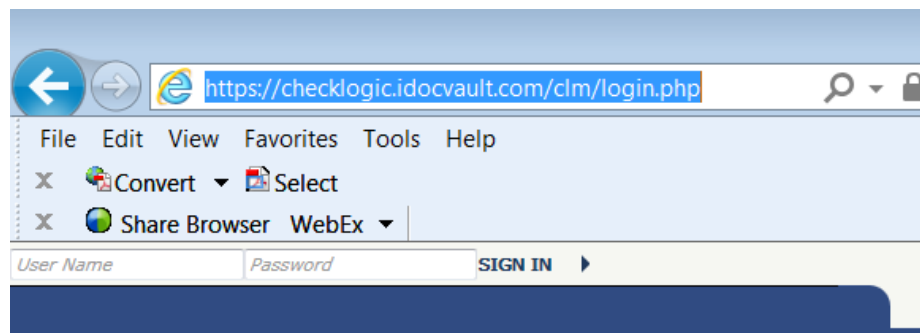 https://checklogic.idocvault.com/clm/login.php
File Edit View Favorites Tools Help
x Convert Select
x Share Browser WebEx
User Name Password SIGN IN